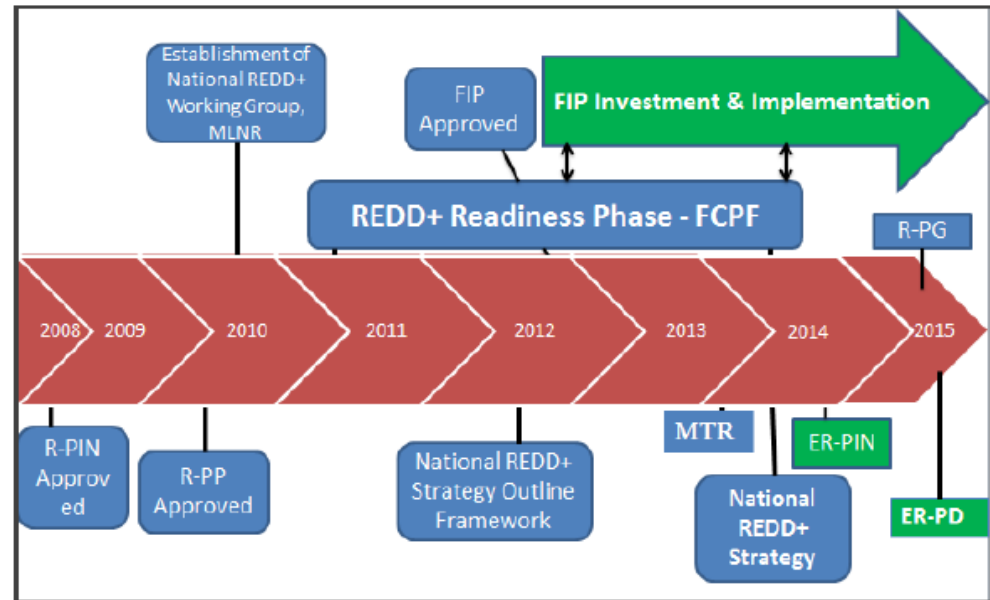 Establishment of
National REDD+
Working Group,
MLNR
FIP
Approved
FIP Investment & Implementation
REDD+ Readiness Phase - FCPF
R-PG
2008
2009
2010
2011
2012
2013
2014
2015
R-PIN
Approv
ed
R-PP
Approved
National REDD+
Strategy Outline
Framework
MTR
National
REDD+
Strategy
ER-PIN
ER-PD